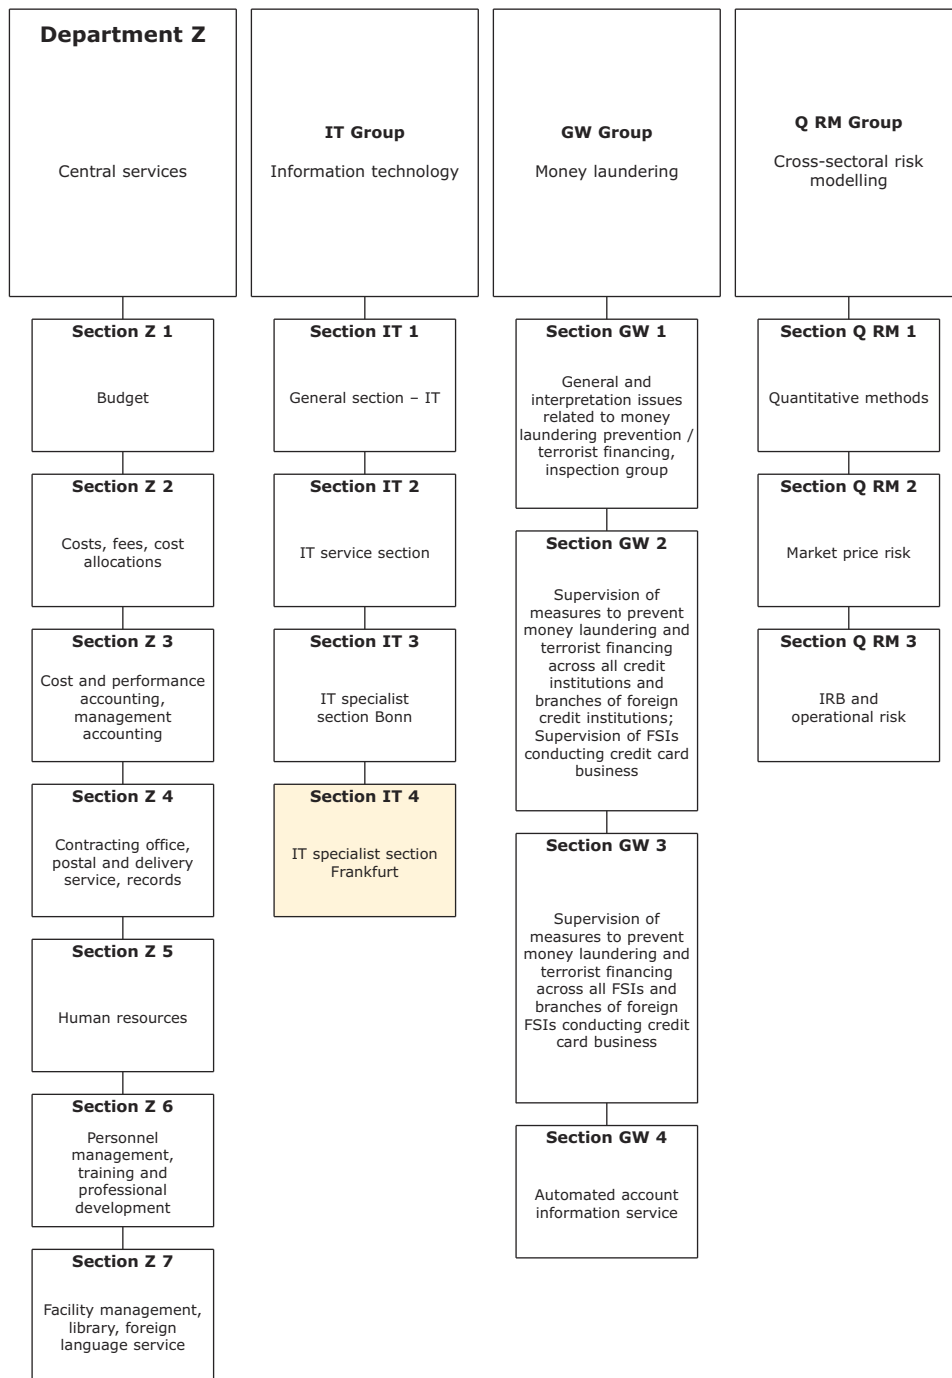 Department Z
Central services
Section Z 1
Budget
Section Z 2
Costs, fees, cost
allocations
Section Z 3
Cost and performance
accounting,
management
accounting
Section Z 4
Contracting office,
postal and delivery
service, records
Section Z 5
Human resources
Section Z 6
Personnel
management,
training and
professional
development
Section Z 7
Facility management,
library, foreign
language service
IT Group
Information technology
Section IT 1
General section – IT
Section IT 2
IT service section
Section IT 3
IT specialist
section Bonn
Section IT 4
IT specialist section
Frankfurt
GW Group
Money laundering
Section GW 1
General and
interpretation issues
related to money
laundering prevention /
terrorist financing,
inspection group
Section GW 2
Supervision of
measures to prevent
money laundering and
terrorist financing
across all credit
institutions and
branches of foreign
credit institutions;
Supervision of FSIs
conducting credit card
business
Section GW 3
Supervision of
measures to prevent
money laundering and
terrorist financing
across all FSIs and
branches of foreign
FSIs conducting credit
card business
Section GW 4
Automated account
information service
Q RM Group
Cross-sectoral risk
modelling
Section Q RM 1
Quantitative methods
Section Q RM 2
Market price risk
Section Q RM 3
IRB and
operational risk